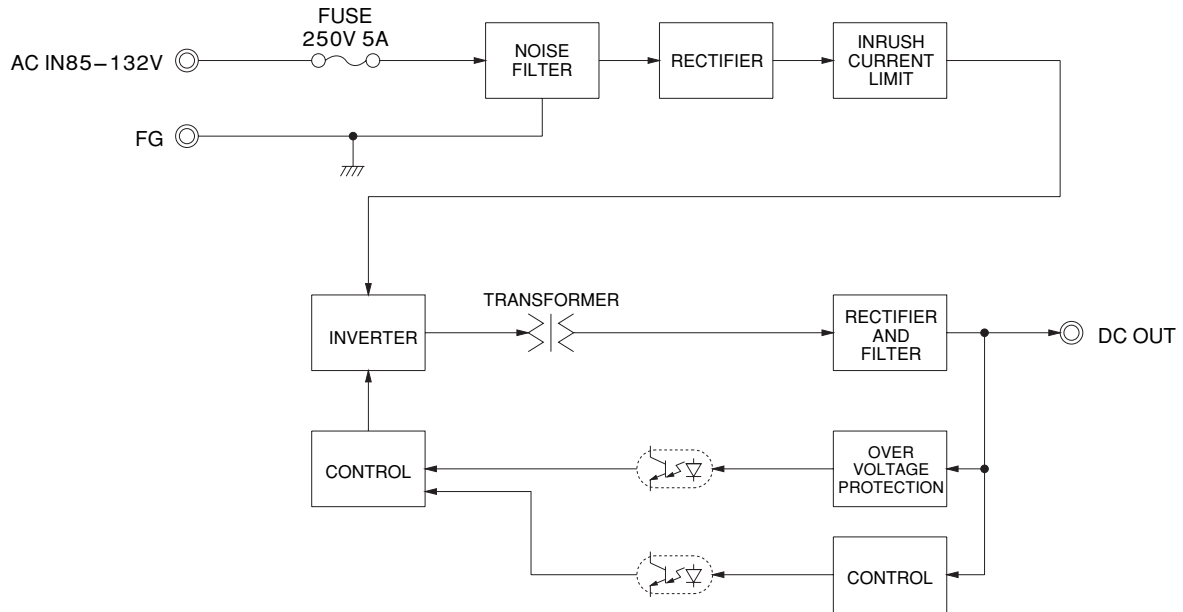 FUSE
250V 5A
AC IN85–132V
NOISE
FILTER
RECTIFIER
INRUSH
CURRENT
LIMIT
FG
TRANSFORMER
INVERTER
RECTIFIER
AND
FILTER
DC OUT
CONTROL
OVER
VOLTAGE
PROTECTION
CONTROL